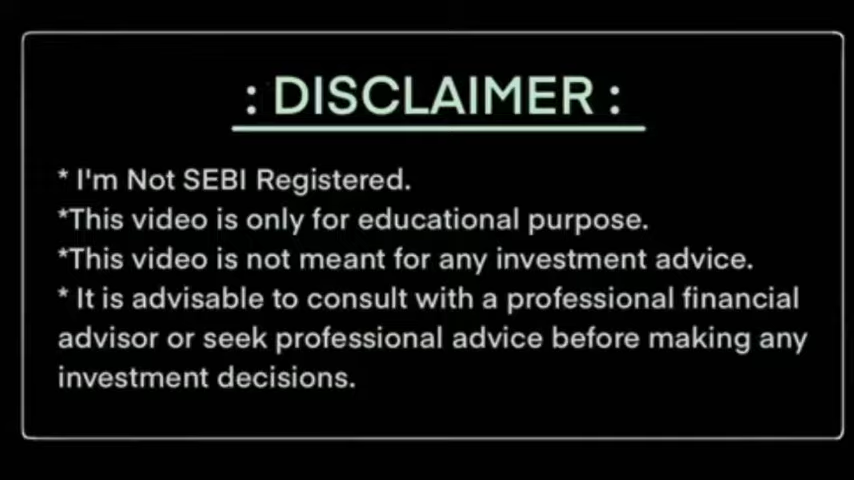 : DISCLAIMER :
* I'm Not SEBI Registered.
*This video is only for educational purpose.
*This video is not meant for any investment advice.
* It is advisable to consult with a professional financial
advisor or seek professional advice before making any
investment decisions.